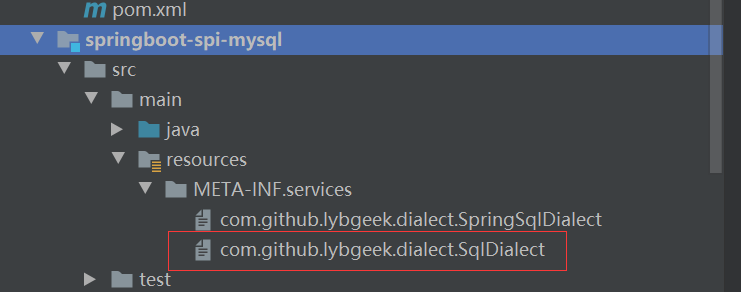 pom.xml
springboot-spi-mysql
src
main
java
resources
META-INF.services
com.github.lybgeek.dialect.SpringSqlDialect
com.github.lybgeek.dialect.SqlDialect
test